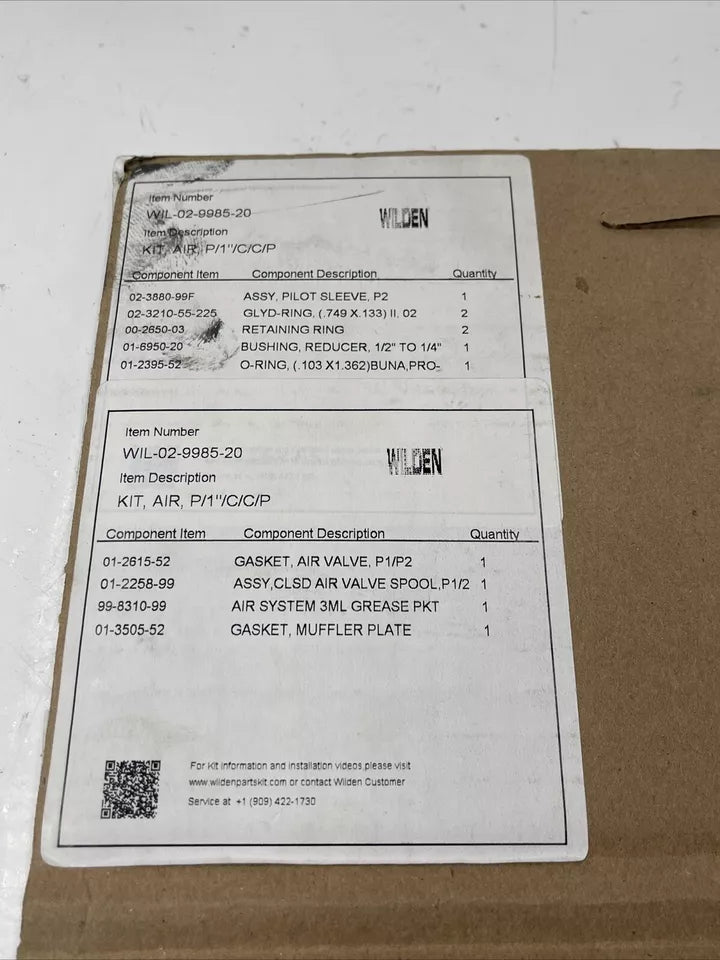 Item Number
WIL-02-9985-20
WILDEN
Item Description
KIT, AIR, P/1"/C/C/P
Component Item Component Description Quantity
02-3880-99F ASSY, PILOT SLEEVE, P2 1
02-3210-55-225 GLYD-RING, (.749 X.133) II, 02 2
00-2650-03 RETAINING RING 2
01-6950-20 BUSHING, REDUCER, 1/2" TO 1/4" 1
01-2395-52 O-RING, (.103 X1.362)BUNA,PRO- 1
Item Number
WIL-02-9985-20
WILDEN
Item Description
KIT, AIR, P/1"/C/C/P
Component Item Component Description Quantity
01-2615-52 GASKET, AIR VALVE, P1/P2 1
01-2258-99 ASSY,CLSD AIR VALVE SPOOL,P1/2 1
99-8310-99 AIR SYSTEM 3ML GREASE PKT 1
01-3505-52 GASKET, MUFFLER PLATE 1
For Kit information and installation videos please visit
www.wildenpartskit.com or contact Wilden Customer
Service at +1 (909) 422-1730